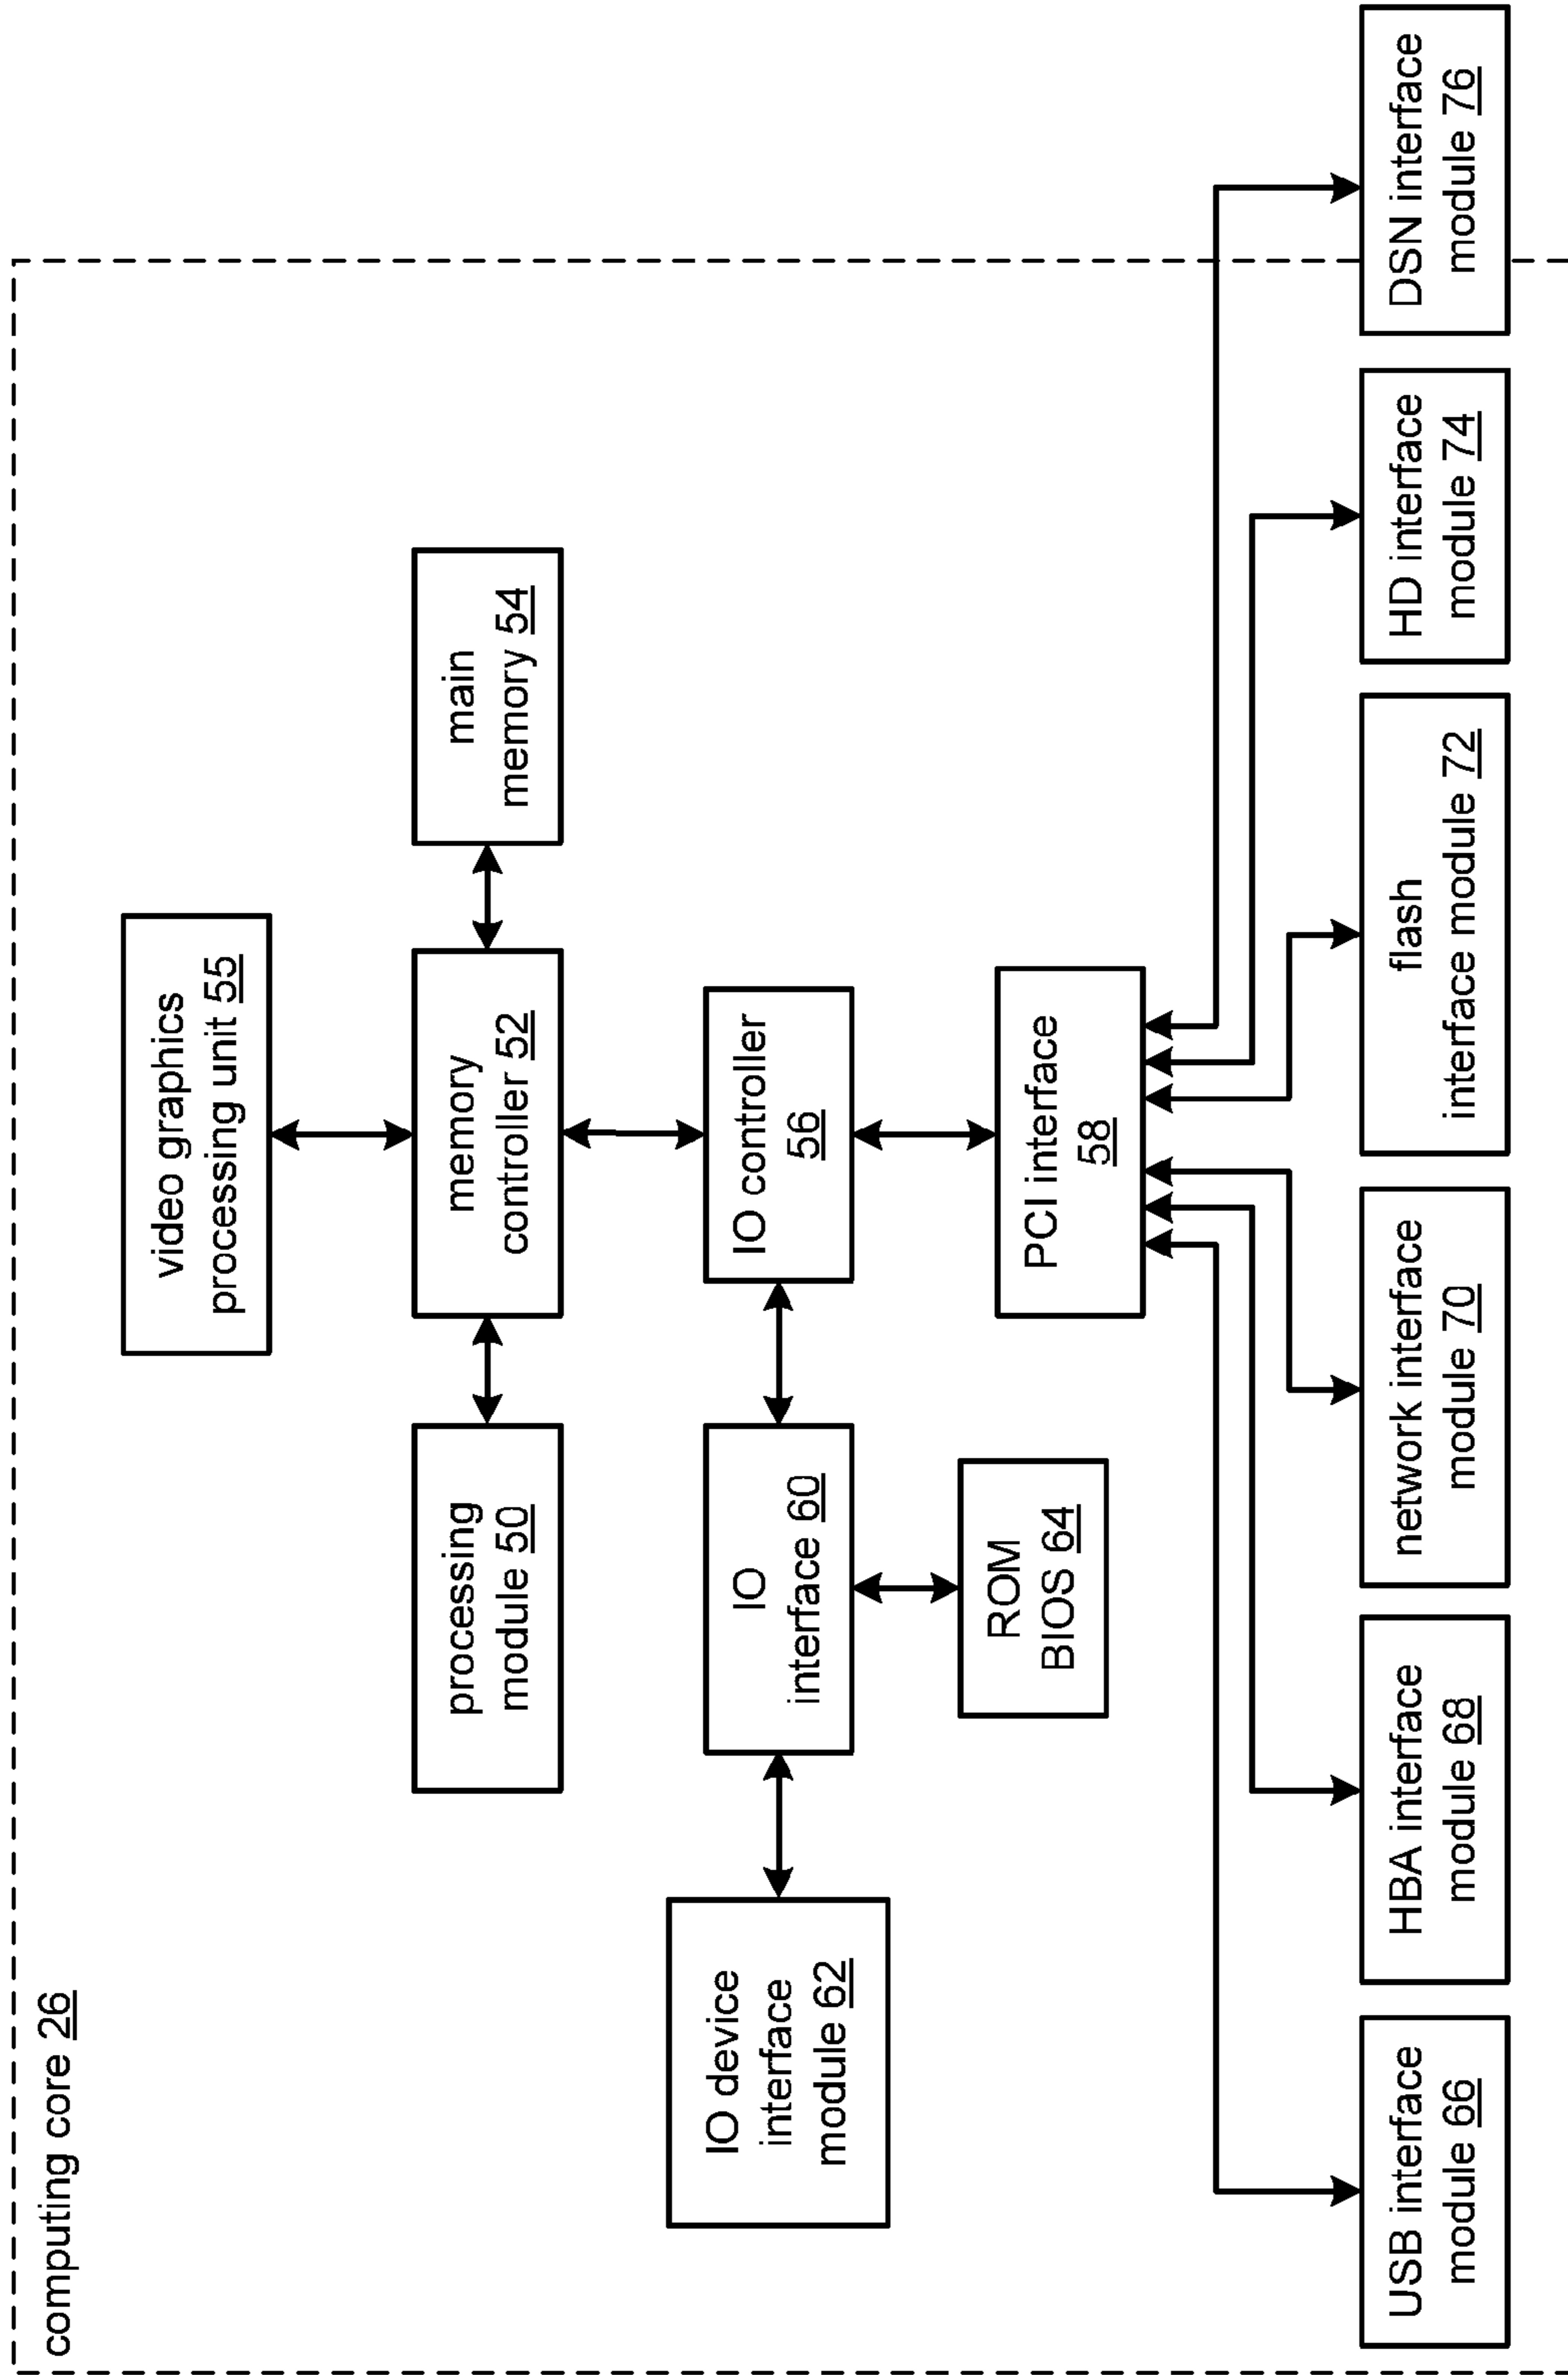 computing core 26
video graphics
processing unit 55
processing
module 50
memory
controller 52
main
memory 54
IO device
interface
module 62
IO
interface 60
IO controller
56
ROM
BIOS 64
PCI interface
58
USB interface
module 66
HBA interface
module 68
network interface
module 70
flash
interface module 72
HD interface
module 74
DSN interface
module 76